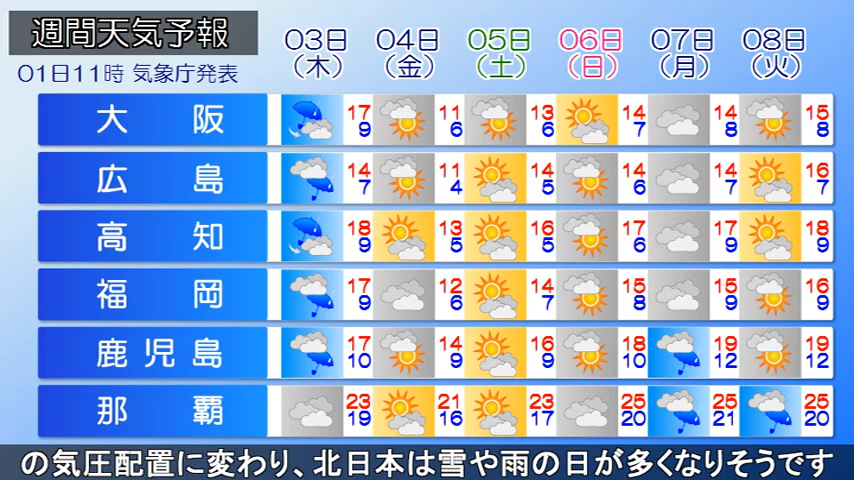 週間天気予報
01日11時 気象庁発表
03日 04日 05日 06日 07日 08日
（木） （金） （土） （日） （月） （火）
大阪 17 9 11 6 13 6 14 7 14 8 15 8
広島 14 7 11 4 14 5 14 6 14 7 16 7
高知 18 9 13 5 16 5 17 6 17 9 18 9
福岡 17 9 12 6 14 7 15 8 15 9 16 9
鹿児島 17 10 14 9 16 9 18 10 19 12 19 12
那覇 23 19 21 16 23 17 25 20 25 21 25 20
の気圧配置に変わり、北日本は雪や雨の日が多くなりそうです